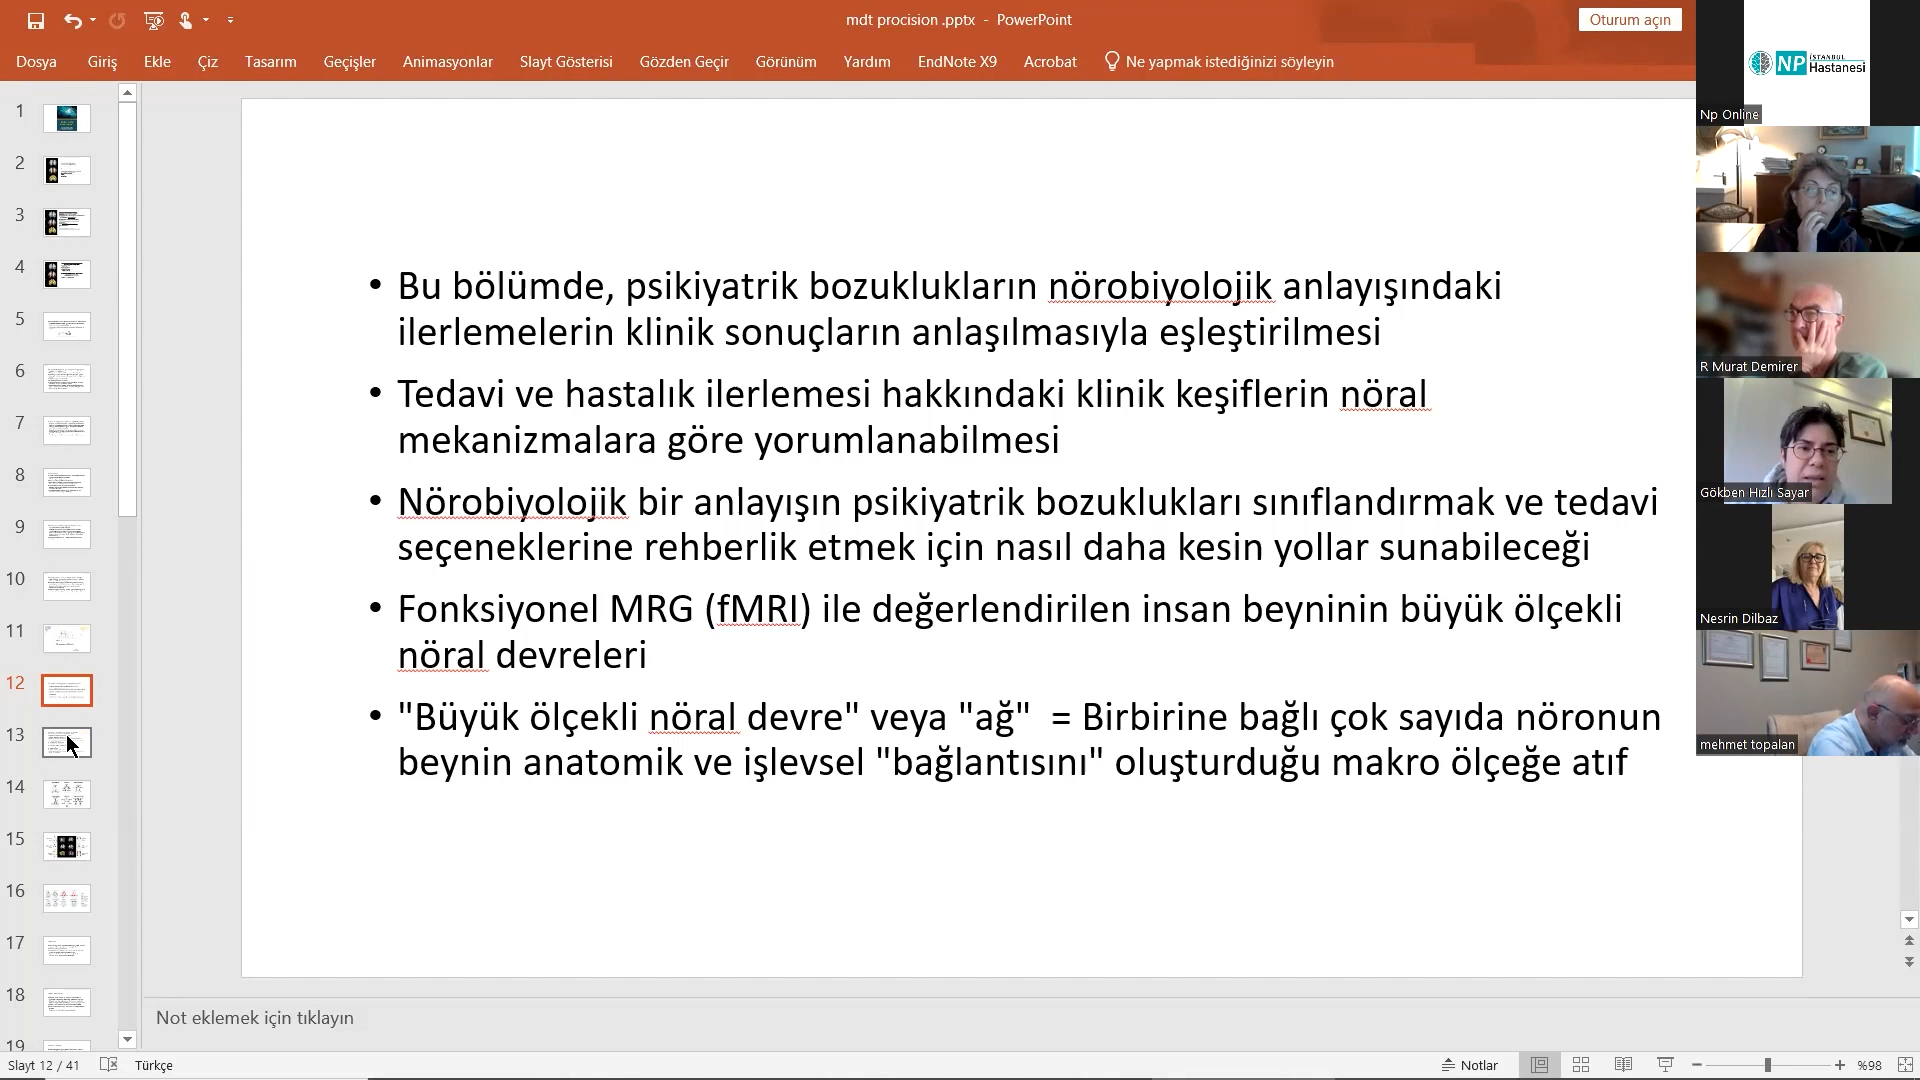 mdt procision .pptx - PowerPoint
Oturum açın
Dosya Giriş Ekle Çiz Tasarım Geçişler Animasyonlar Slayt Gösterisi Gözden Geçir Görünüm Yardım EndNote X9 Acrobat Ne yapmak istediğinizi söyleyin
NP İSTANBUL Hastanesi
Np Online
R Murat Demirer
Gökben Hızlı Sayar
Nesrin Dilbaz
mehmet topalan
1
2
3
4
5
6
7
8
9
10
11
12
13
14
15
16
17
18
19
• Bu bölümde, psikiyatrik bozuklukların nörobiyolojik anlayışındaki
ilerlemelerin klinik sonuçların anlaşılmasıyla eşleştirilmesi
• Tedavi ve hastalık ilerlemesi hakkındaki klinik keşiflerin nöral
mekanizmalara göre yorumlanabilmesi
• Nörobiyolojik bir anlayışın psikiyatrik bozuklukları sınıflandırmak ve tedavi
seçeneklerine rehberlik etmek için nasıl daha kesin yollar sunabileceği
• Fonksiyonel MRG (fMRI) ile değerlendirilen insan beyninin büyük ölçekli
nöral devreleri
• "Büyük ölçekli nöral devre" veya "ağ" = Birbirine bağlı çok sayıda nöronun
beynin anatomik ve işlevsel "bağlantısını" oluşturduğu makro ölçeğe atıf
Not eklemek için tıklayın
Slayt 12 / 41 Türkçe Notlar %98